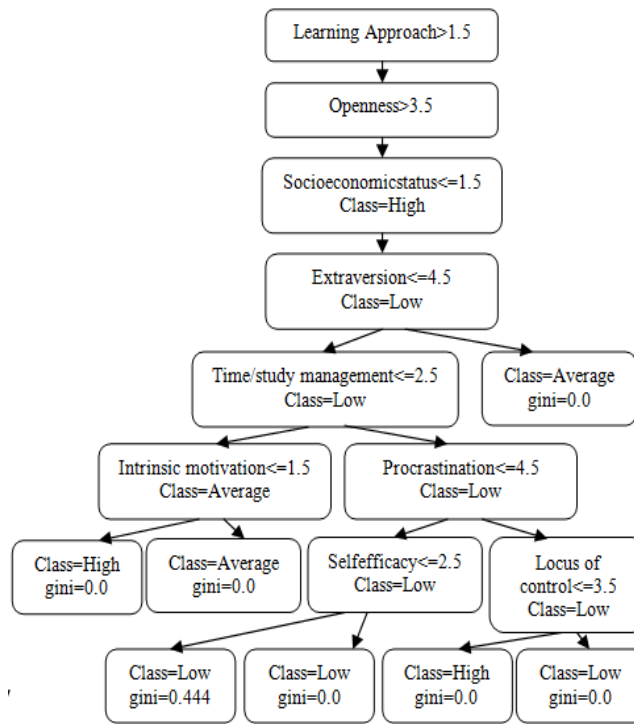 Learning Approach>1.5
Openness>3.5
Socioeconomicstatus<=1.5
Class=High
Extraversion<=4.5
Class=Low
Time/study management<=2.5
Class=Low
Class=Average
gini=0.0
Intrinsic motivation<=1.5
Class=Average
Procrastination<=4.5
Class=Low
Class=High
gini=0.0
Class=Average
gini=0.0
Selfefficacy<=2.5
Class=Low
Locus of
control<=3.5
Class=Low
Class=Low
gini=0.444
Class=Low
gini=0.0
Class=High
gini=0.0
Class=Low
gini=0.0